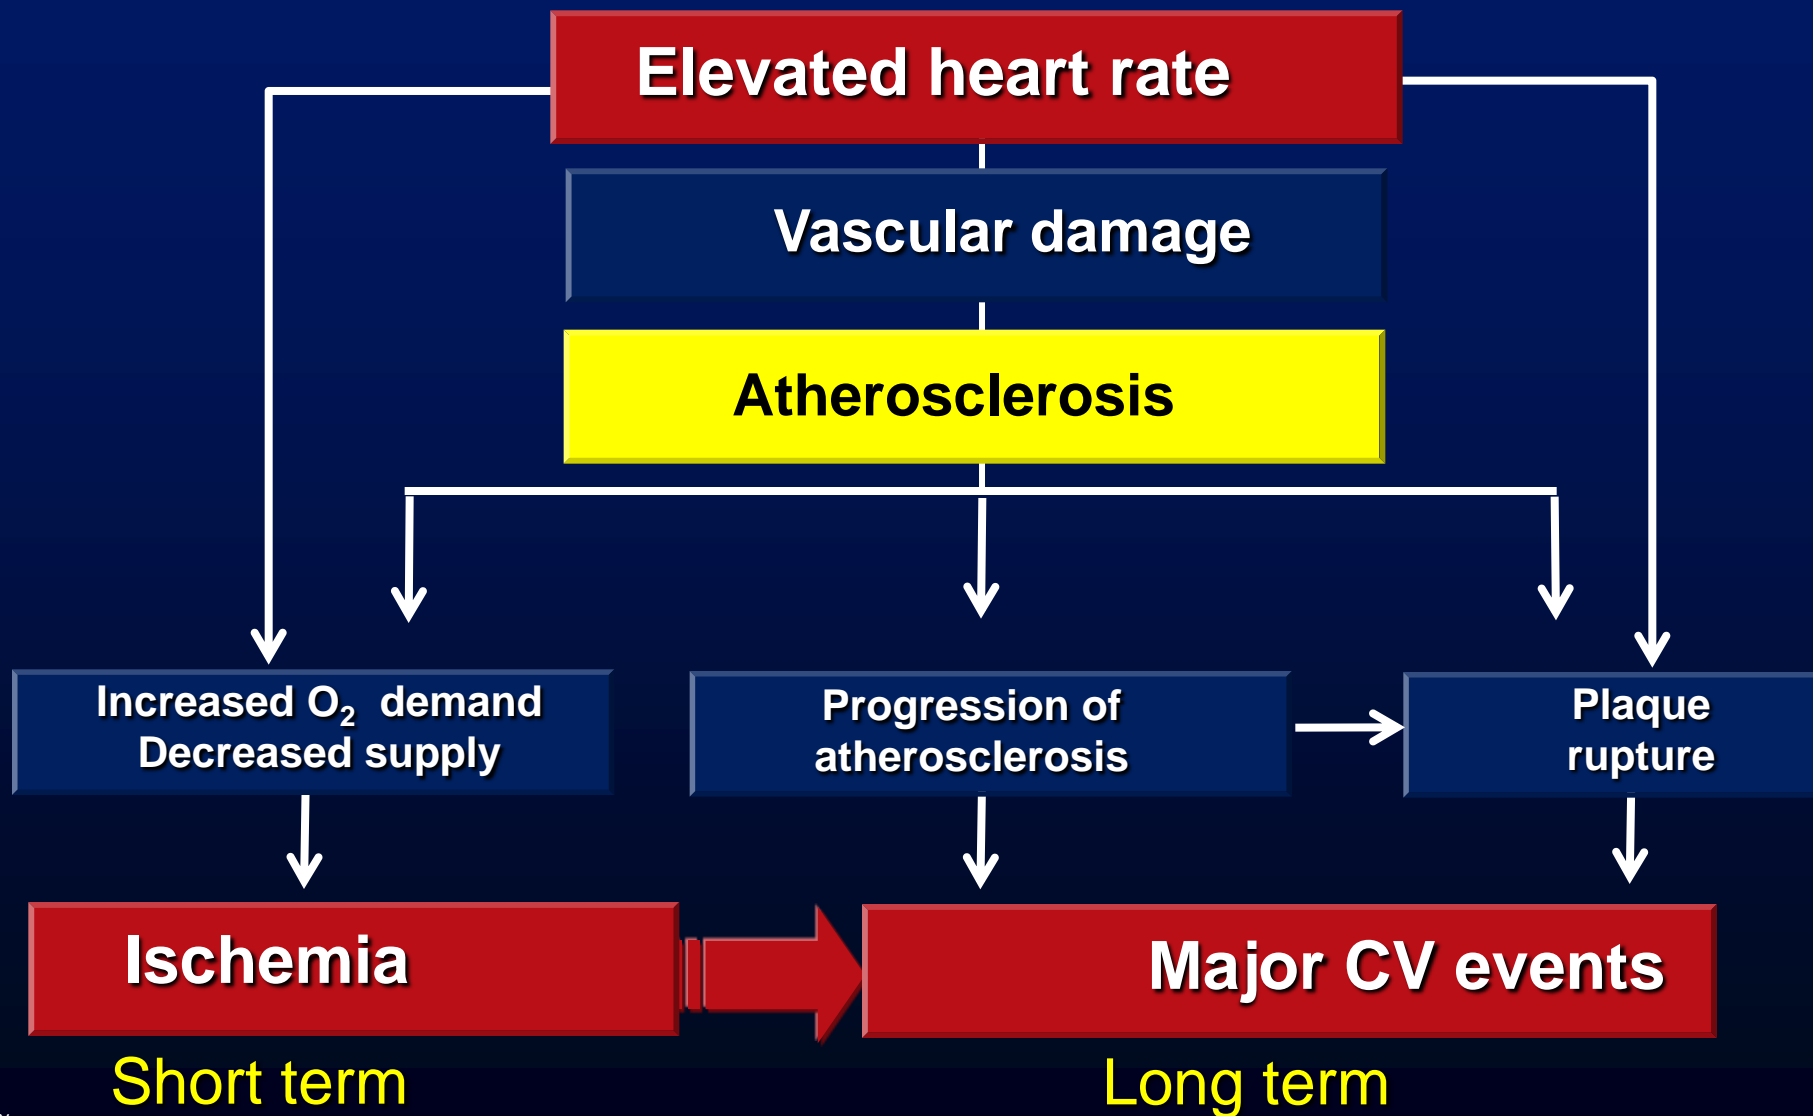 Elevated heart rate
Vascular damage
Atherosclerosis
Increased O₂ demand
Decreased supply
Progression of
atherosclerosis
Plaque
rupture
Ischemia
Major CV events
Short term
Long term